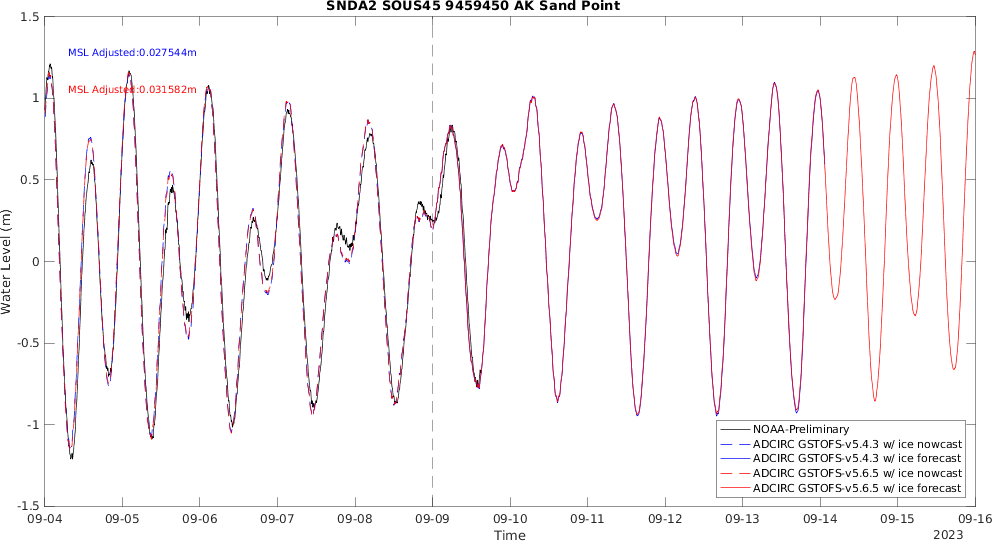 SNDA2 SOUS45 9459450 AK Sand Point
1.5
MSL Adjusted:0.027544m
MSL Adjusted:0.031582m
1
0.5
0
-0.5
-1
-1.5
Water Level (m)
NOAA-Preliminary
ADCIRC GSTOFS-v5.4.3 w/ ice nowcast
ADCIRC GSTOFS-v5.4.3 w/ ice forecast
ADCIRC GSTOFS-v5.6.5 w/ ice nowcast
ADCIRC GSTOFS-v5.6.5 w/ ice forecast
09-04 09-05 09-06 09-07 09-08 09-09 09-10 09-11 09-12 09-13 09-14 09-15 09-16
Time
2023